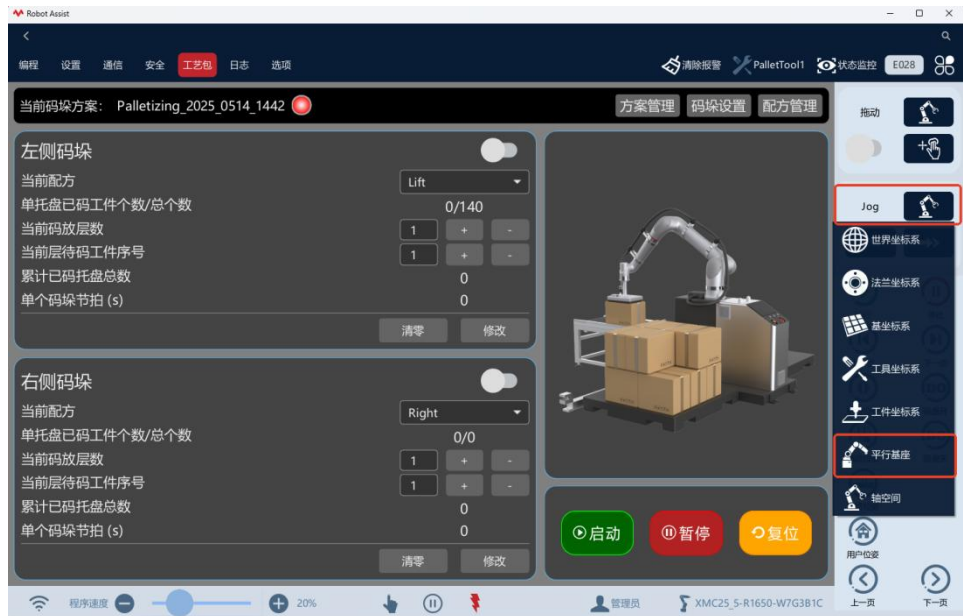 Robot Assist
编程 设置 通信 安全 工艺包 日志 选项 清除报警 PalletTool1 状态监控 E028
当前码垛方案： Palletizing_2025_0514_1442 方案管理 码垛设置 配方管理
拖动
左侧码垛
当前配方 Lift
单托盘已码工件个数/总个数 0/140
当前码放层数 1 + -
当前层待码工件序号 1 + -
累计已码托盘总数 0
单个码垛节拍 (s) 0
清零 修改
右侧码垛
当前配方 Right
单托盘已码工件个数/总个数 0/0
当前码放层数 1 + -
当前层待码工件序号 1 + -
累计已码托盘总数 0
单个码垛节拍 (s) 0
清零 修改
启动 暂停 复位
Jog
世界坐标系
法兰坐标系
基坐标系
工具坐标系
工件坐标系
平行基座
轴空间
用户位姿
上一页 下一页
程序速度 20% 管理员 XMC25_5-R1650-W7G3B1C